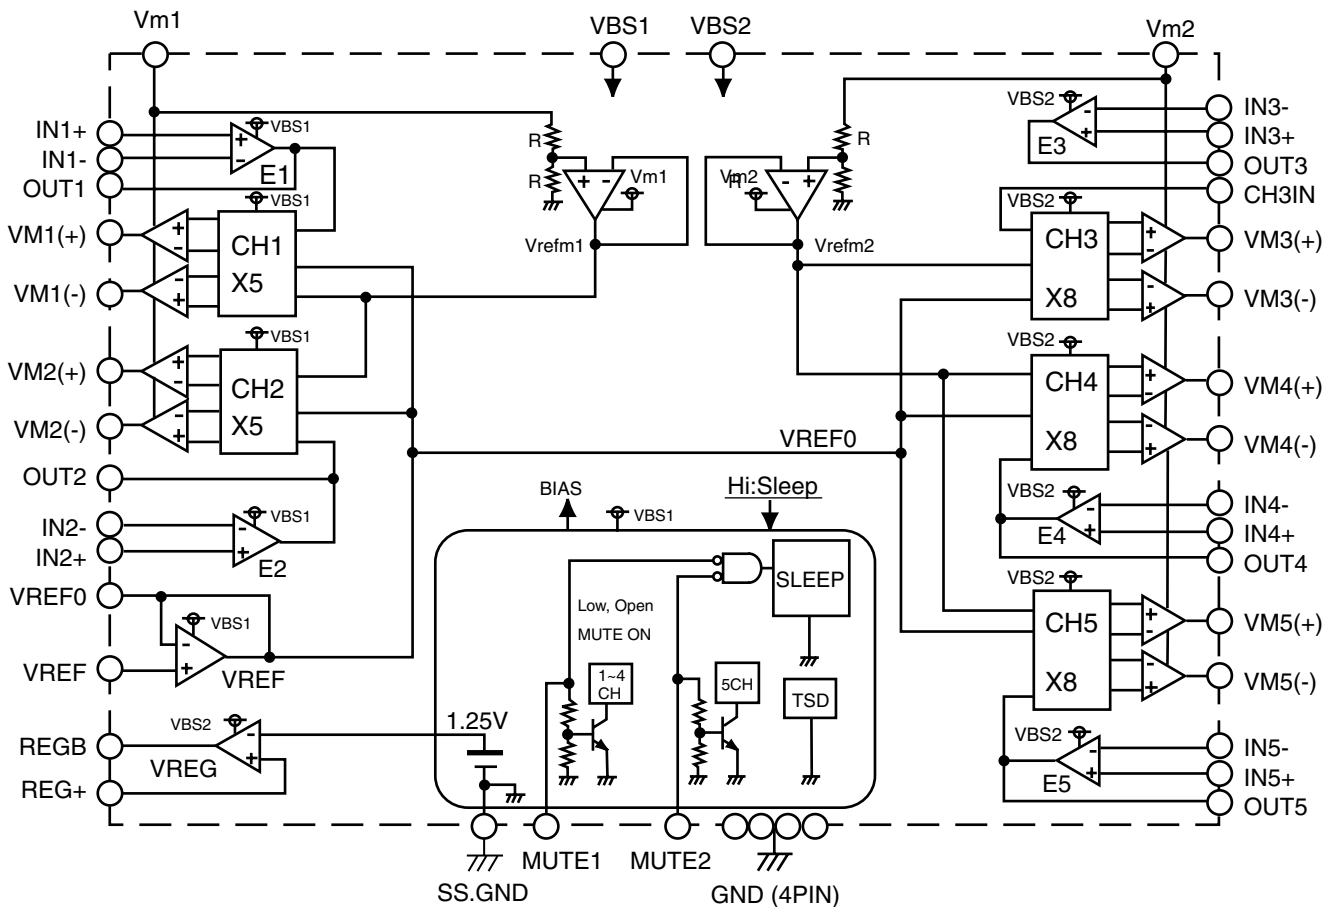 Vm1
VBS1
VBS2
Vm2
IN1+
IN1-
OUT1
VM1(+)
VM1(-)
VM2(+)
VM2(-)
OUT2
IN2-
IN2+
VREF0
VREF
REGB
REG+
VBS1
+
-
E1
VBS1
CH1
X5
+
-
-
+
VBS1
CH2
X5
+
-
-
+
VBS1
-
+
E2
VBS1
-
+
VREF
VBS2
-
+
VREG
R
R
+ -
Vm1
Vrefm1
R
R
Vm2
- +
Vrefm2
VREF0
BIAS
VBS1
Hi:Sleep
SLEEP
Low, Open
MUTE ON
1~4
CH
5CH
TSD
1.25V
VBS2
-
+
E3
VBS2
CH3
X8
+
-
-
+
VBS2
CH4
X8
+
-
-
+
VBS2
-
+
E4
VBS2
CH5
X8
+
-
-
+
VBS2
-
+
E5
IN3-
IN3+
OUT3
CH3IN
VM3(+)
VM3(-)
VM4(+)
VM4(-)
IN4-
IN4+
OUT4
VM5(+)
VM5(-)
IN5-
IN5+
OUT5
SS.GND
MUTE1
MUTE2
GND (4PIN)